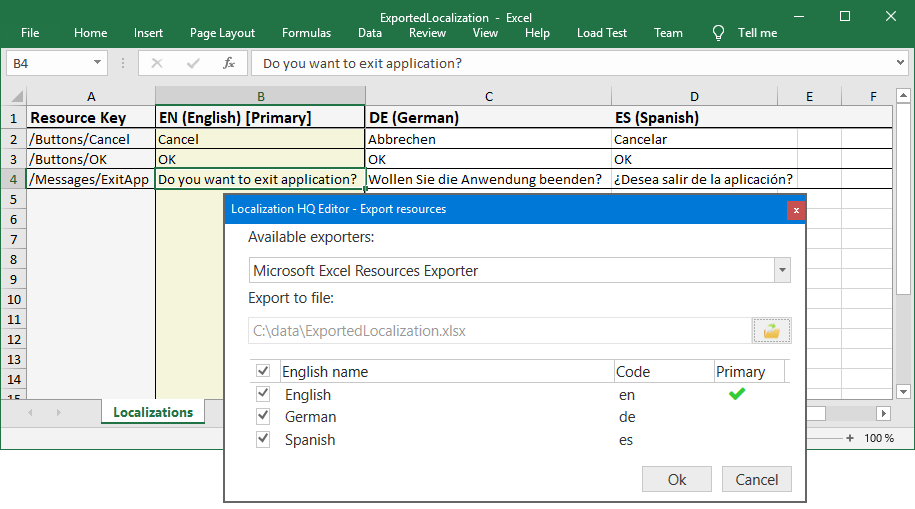 ExportedLocalization - Excel
File Home Insert Page Layout Formulas Data Review View Help Load Test Team Tell me
B4 fx Do you want to exit application?
A B C D E F
1 Resource Key EN (English) [Primary] DE (German) ES (Spanish)
2 /Buttons/Cancel Cancel Abbrechen Cancelar
3 /Buttons/OK OK OK OK
4 /Messages/ExitApp Do you want to exit application? Wollen Sie die Anwendung beenden? ¿Desea salir de la aplicación?
5
6
7
8
9
10
11
12
13
14
15
Localizations
100 %
Localization HQ Editor - Export resources x
Available exporters:
Microsoft Excel Resources Exporter
Export to file:
C:\data\ExportedLocalization.xlsx
English name Code Primary
English en
German de
Spanish es
Ok Cancel